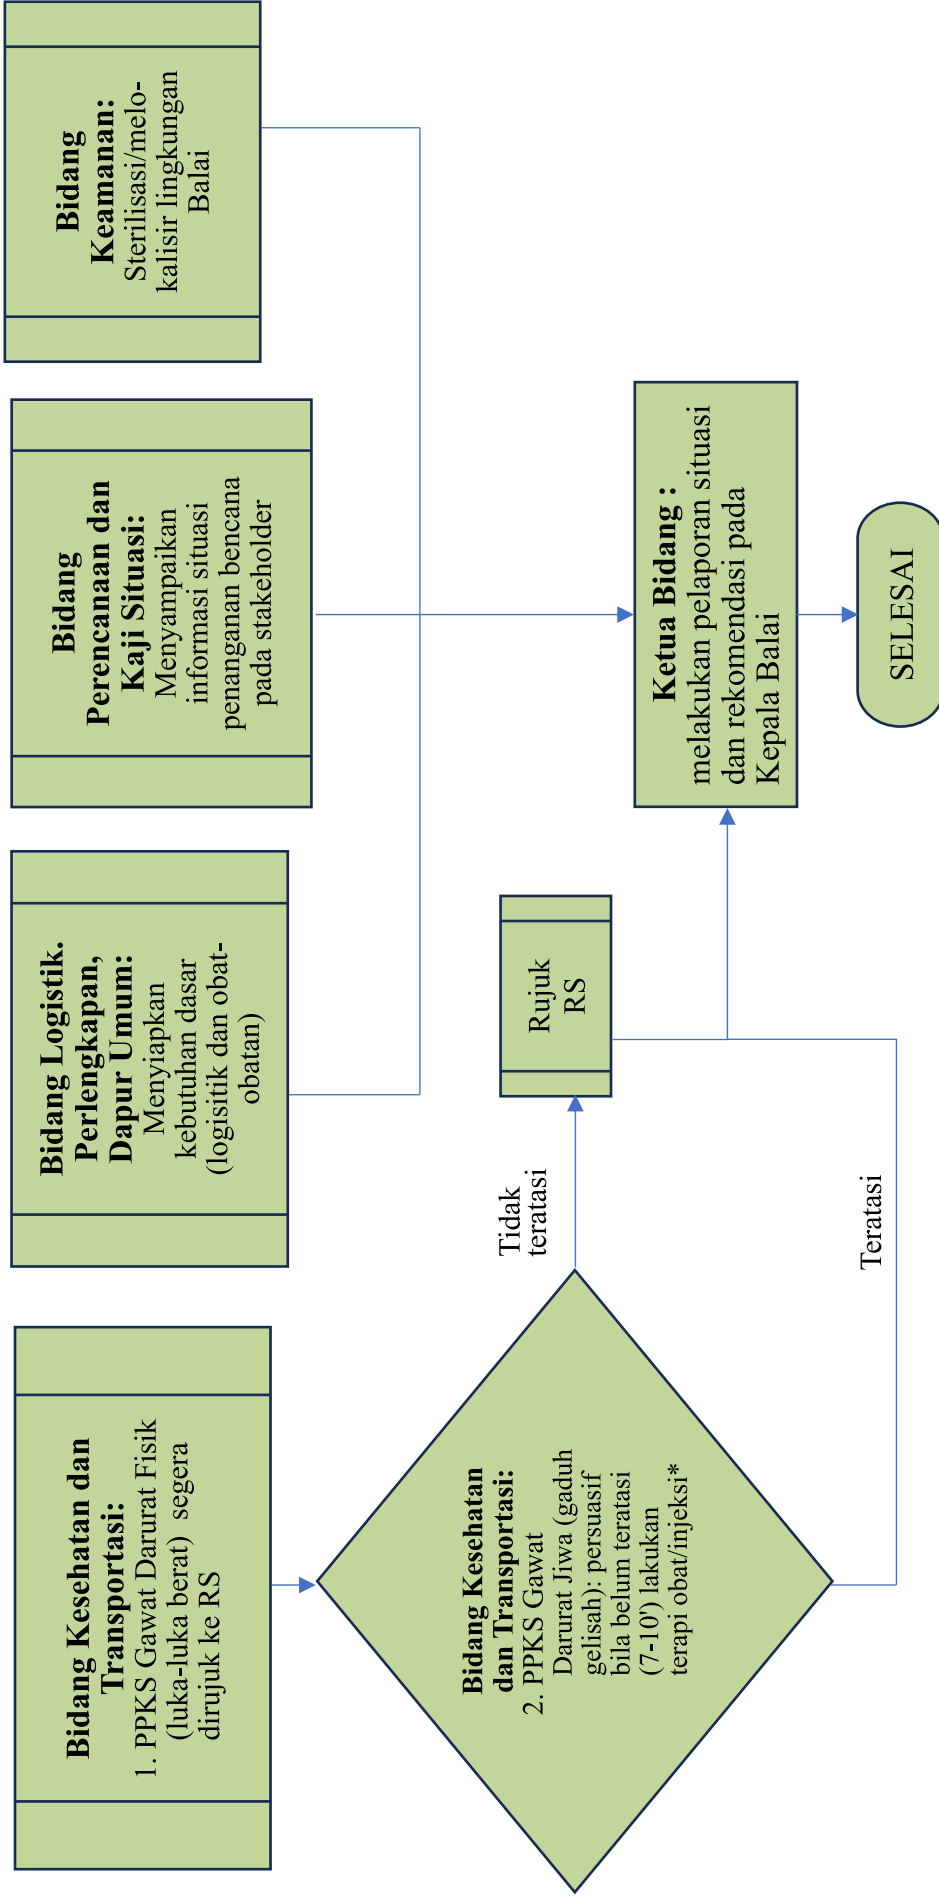 Bidang Kesehatan dan
Transportasi:
1. PPKS Gawat Darurat Fisik
(luka-luka berat) segera
dirujuk ke RS
Bidang Logistik.
Perlengkapan,
Dapur Umum:
Menyiapkan
kebutuhan dasar
(logisitik dan obat-
obatan)
Bidang
Perencanaan dan
Kaji Situasi:
Menyampaikan
informasi situasi
penanganan bencana
pada stakeholder
Bidang
Keamanan:
Sterilisasi/melo-
kalisir lingkungan
Balai
Bidang Kesehatan
dan Transportasi:
2. PPKS Gawat
Darurat Jiwa (gaduh
gelisah): persuasif
bila belum teratasi
(7-10') lakukan
terapi obat/injeksi*
Tidak
teratasi
Rujuk
RS
Teratasi
Ketua Bidang :
melakukan pelaporan situasi
dan rekomendasi pada
Kepala Balai
SELESAI